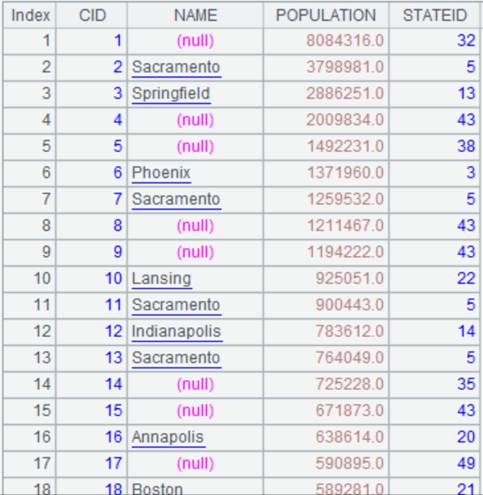 Index CID NAME POPULATION STATEID
1 1 (null) 8084316.0 32
2 2 Sacramento 3798981.0 5
3 3 Springfield 2886251.0 13
4 4 (null) 2009834.0 43
5 5 (null) 1492231.0 38
6 6 Phoenix 1371960.0 3
7 7 Sacramento 1259532.0 5
8 8 (null) 1211467.0 43
9 9 (null) 1194222.0 43
10 10 Lansing 925051.0 22
11 11 Sacramento 900443.0 5
12 12 Indianapolis 783612.0 14
13 13 Sacramento 764049.0 5
14 14 (null) 725228.0 35
15 15 (null) 671873.0 43
16 16 Annapolis 638614.0 20
17 17 (null) 590895.0 49
18 18 Boston 589281.0 21